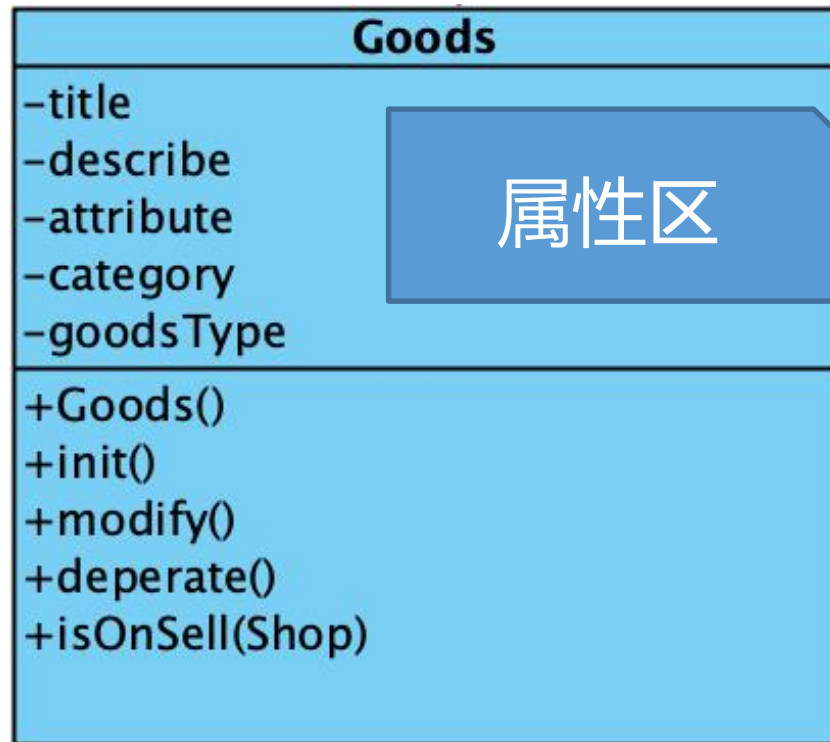 Goods
-title
-describe
-attribute
-category
-goodsType
属性区
+Goods()
+init()
+modify()
+deperate()
+isOnSell(Shop)